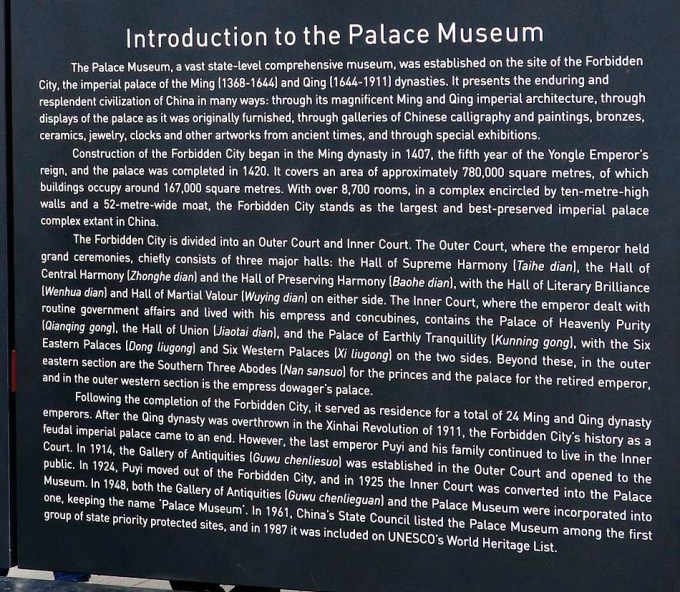 Introduction to the Palace Museum
The Palace Museum, a vast state-level comprehensive museum, was established on the site of the Forbidden
City, the imperial palace of the Ming (1368-1644) and Qing (1644-1911) dynasties. It presents the enduring and
resplendent civilization of China in many ways: through its magnificent Ming and Qing imperial architecture, through
displays of the palace as it was originally furnished, through galleries of Chinese calligraphy and paintings, bronzes,
ceramics, jewelry, clocks and other artworks from ancient times, and through special exhibitions.
Construction of the Forbidden City began in the Ming dynasty in 1407, the fifth year of the Yongle Emperor's
reign, and the palace was completed in 1420. It covers an area of approximately 780,000 square metres, of which
buildings occupy around 167,000 square metres. With over 8,700 rooms, in a complex encircled by ten-metre-high
walls and a 52-metre-wide moat, the Forbidden City stands as the largest and best-preserved imperial palace
complex extant in China.
The Forbidden City is divided into an Outer Court and Inner Court. The Outer Court, where the emperor held
grand ceremonies, chiefly consists of three major halls: the Hall of Supreme Harmony (Taihe dian), the Hall of
Central Harmony (Zhonghe dian) and the Hall of Preserving Harmony (Baohe dian), with the Hall of Literary Brilliance
(Wenhua dian) and Hall of Martial Valour (Wuying dian) on either side. The Inner Court, where the emperor dealt with
routine government affairs and lived with his empress and concubines, contains the Palace of Heavenly Purity
(Qianqing gong), the Hall of Union (Jiaotai dian), and the Palace of Earthly Tranquillity (Kunning gong), with the Six
Eastern Palaces (Dong liugong) and Six Western Palaces (Xi liugong) on the two sides. Beyond these, in the outer
eastern section are the Southern Three Abodes (Nan sansuo) for the princes and the palace for the retired emperor,
and in the outer western section is the empress dowager's palace.
Following the completion of the Forbidden City, it served as residence for a total of 24 Ming and Qing dynasty
emperors. After the Qing dynasty was overthrown in the Xinhai Revolution of 1911, the Forbidden City's history as a
feudal imperial palace came to an end. However, the last emperor Puyi and his family continued to live in the Inner
Court. In 1914, the Gallery of Antiquities (Guwu chenliesuo) was established in the Outer Court and opened to the
public. In 1924, Puyi moved out of the Forbidden City, and in 1925 the Inner Court was converted into the Palace
Museum. In 1948, both the Gallery of Antiquities (Guwu chenlieguan) and the Palace Museum were incorporated into
one, keeping the name 'Palace Museum'. In 1961, China's State Council listed the Palace Museum among the first
group of state priority protected sites, and in 1987 it was included on UNESCO's World Heritage List.